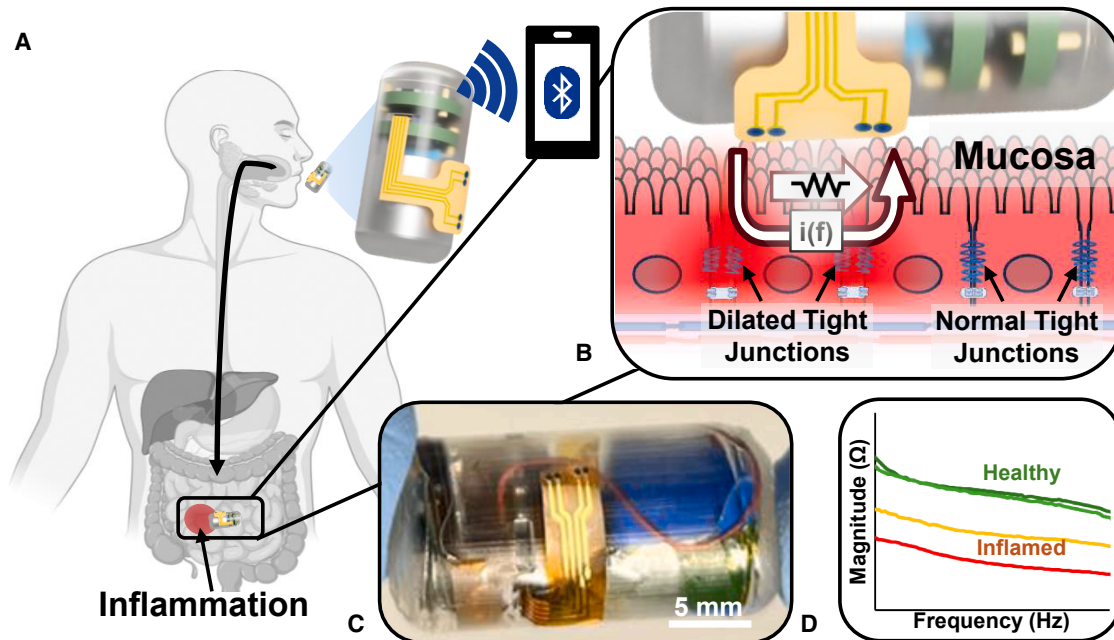 A
Mucosa
i(f)
Dilated Tight
Junctions
Normal Tight
Junctions
B
Inflammation
C
5 mm
D
Magnitude (Ω)
Healthy
Inflamed
Frequency (Hz)